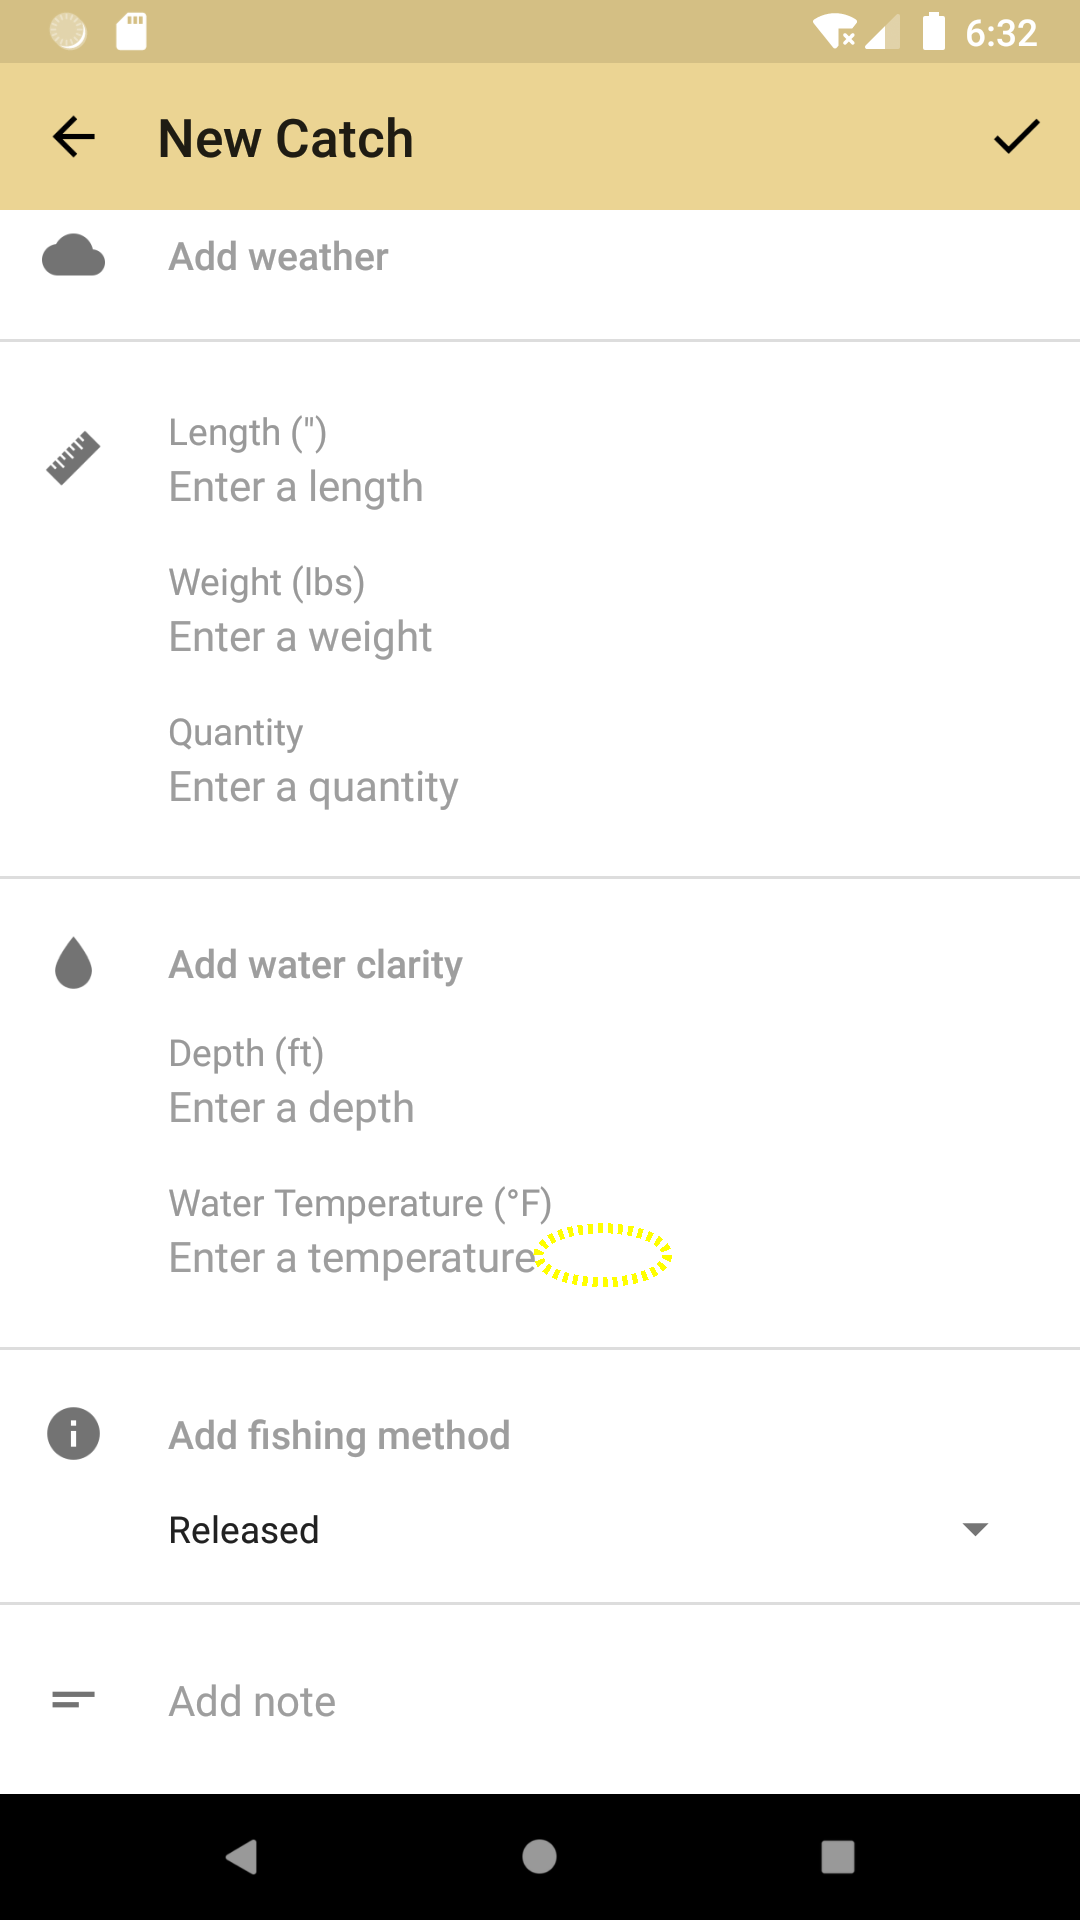 6:32
New Catch
Add weather
Length (")
Enter a length
Weight (lbs)
Enter a weight
Quantity
Enter a quantity
Add water clarity
Depth (ft)
Enter a depth
Water Temperature (°F)
Enter a temperature
Add fishing method
Released
Add note